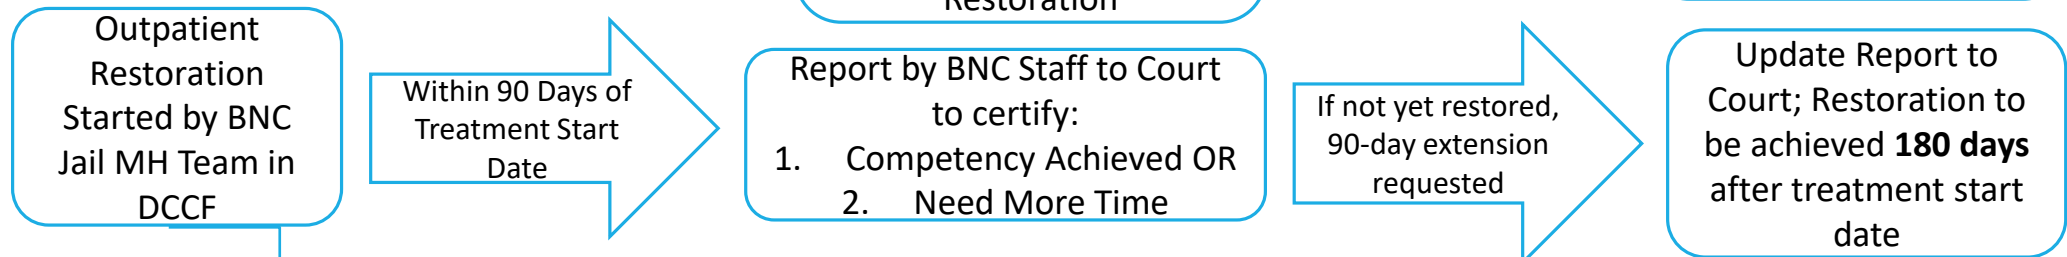 Restoration
Outpatient
Restoration
Started by BNC
Jail MH Team in
DCCF
Within 90 Days of
Treatment Start
Date
Report by BNC Staff to Court
to certify:
1. Competency Achieved OR
2. Need More Time
If not yet restored,
90-day extension
requested
Update Report to
Court; Restoration to
be achieved 180 days
after treatment start
date